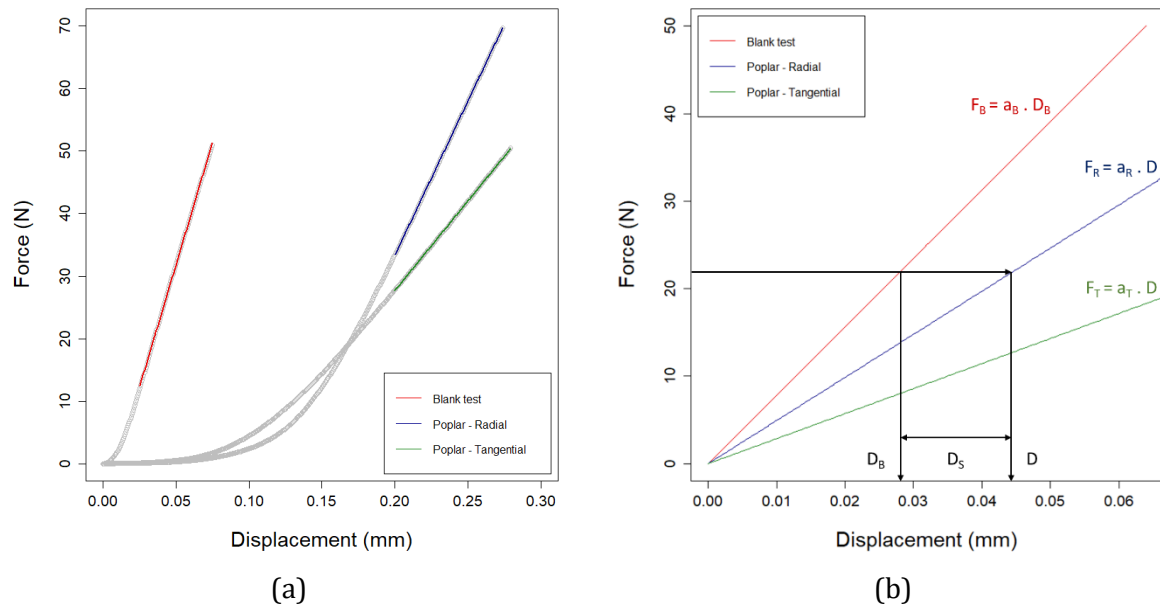 70
60
50
40
30
20
10
0
Force (N)
Blank test
Poplar - Radial
Poplar - Tangential
0.00 0.05 0.10 0.15 0.20 0.25 0.30
Displacement (mm)
(a)
Blank test
Poplar - Radial
Poplar - Tangential
50
40
30
20
10
0
Force (N)
F_B = a_B . D_B
F_R = a_R . D
F_T = a_T . D
D_B D_S D
0.00 0.01 0.02 0.03 0.04 0.05 0.06
Displacement (mm)
(b)